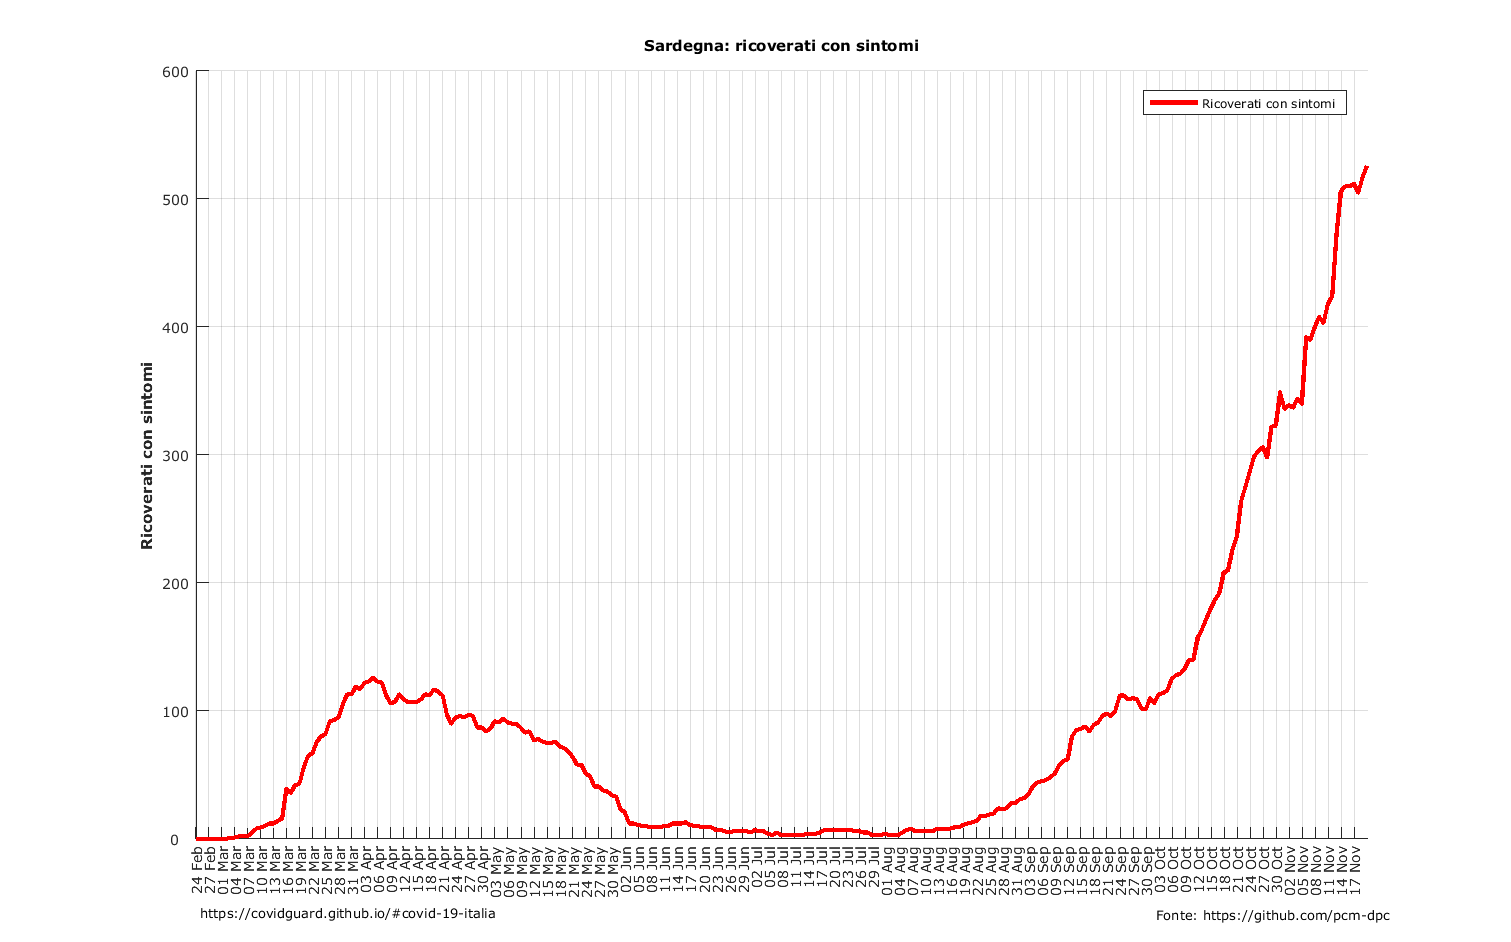 Sardegna: ricoverati con sintomi
Ricoverati con sintomi
Ricoverati con sintomi
600
500
400
300
200
100
0
24 Feb
27 Feb
01 Mar
04 Mar
07 Mar
10 Mar
13 Mar
16 Mar
19 Mar
22 Mar
25 Mar
28 Mar
31 Mar
03 Apr
06 Apr
09 Apr
12 Apr
15 Apr
18 Apr
21 Apr
24 Apr
27 Apr
30 Apr
03 May
06 May
09 May
12 May
15 May
18 May
21 May
24 May
27 May
30 May
02 Jun
05 Jun
08 Jun
11 Jun
14 Jun
17 Jun
20 Jun
23 Jun
26 Jun
29 Jun
02 Jul
05 Jul
08 Jul
11 Jul
14 Jul
17 Jul
20 Jul
23 Jul
26 Jul
29 Jul
01 Aug
04 Aug
07 Aug
10 Aug
13 Aug
16 Aug
19 Aug
22 Aug
25 Aug
28 Aug
31 Aug
03 Sep
06 Sep
09 Sep
12 Sep
15 Sep
18 Sep
21 Sep
24 Sep
27 Sep
30 Sep
03 Oct
06 Oct
09 Oct
12 Oct
15 Oct
18 Oct
21 Oct
24 Oct
27 Oct
30 Oct
02 Nov
05 Nov
08 Nov
11 Nov
14 Nov
17 Nov
https://covidguard.github.io/#covid-19-italia
Fonte: https://github.com/pcm-dpc